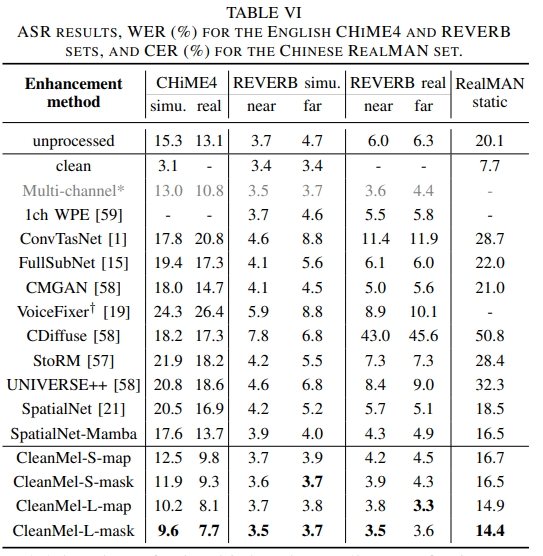 TABLE VI
ASR RESULTS, WER (%) FOR THE ENGLISH CHIME4 AND REVERB
SETS, AND CER (%) FOR THE CHINESE REALMAN SET.
Enhancement method CHiME4 REVERB simu. REVERB real RealMAN
simu. real near far near far static
unprocessed 15.3 13.1 3.7 4.7 6.0 6.3 20.1
clean 3.1 - 3.4 3.4 - - 7.7
Multi-channel* 13.0 10.8 3.5 3.7 3.6 4.4 -
1ch WPE [59] - - 3.7 4.6 5.5 5.8 -
ConvTasNet [1] 17.8 20.8 4.6 8.8 11.4 11.9 28.7
FullSubNet [15] 19.4 17.3 4.1 5.6 6.1 6.0 22.0
CMGAN [58] 18.0 14.7 4.1 4.5 5.0 5.6 21.0
VoiceFixer† [19] 24.3 26.4 5.9 8.8 8.9 10.1 -
CDiffuse [58] 18.2 17.3 7.8 6.8 43.0 45.6 50.8
StoRM [57] 21.9 18.2 4.2 5.5 7.3 7.3 28.4
UNIVERSE++ [58] 20.8 18.6 4.6 6.8 8.4 9.0 32.3
SpatialNet [21] 20.5 16.9 4.2 5.2 5.7 5.1 18.5
SpatialNet-Mamba 17.6 13.7 3.9 4.0 4.3 4.9 16.5
CleanMel-S-map 12.5 9.8 3.7 3.9 4.2 4.5 16.7
CleanMel-S-mask 11.9 9.3 3.6 3.7 3.9 4.3 16.5
CleanMel-L-map 10.2 8.1 3.7 3.8 3.8 3.3 14.9
CleanMel-L-mask 9.6 7.7 3.5 3.7 3.5 3.6 14.4